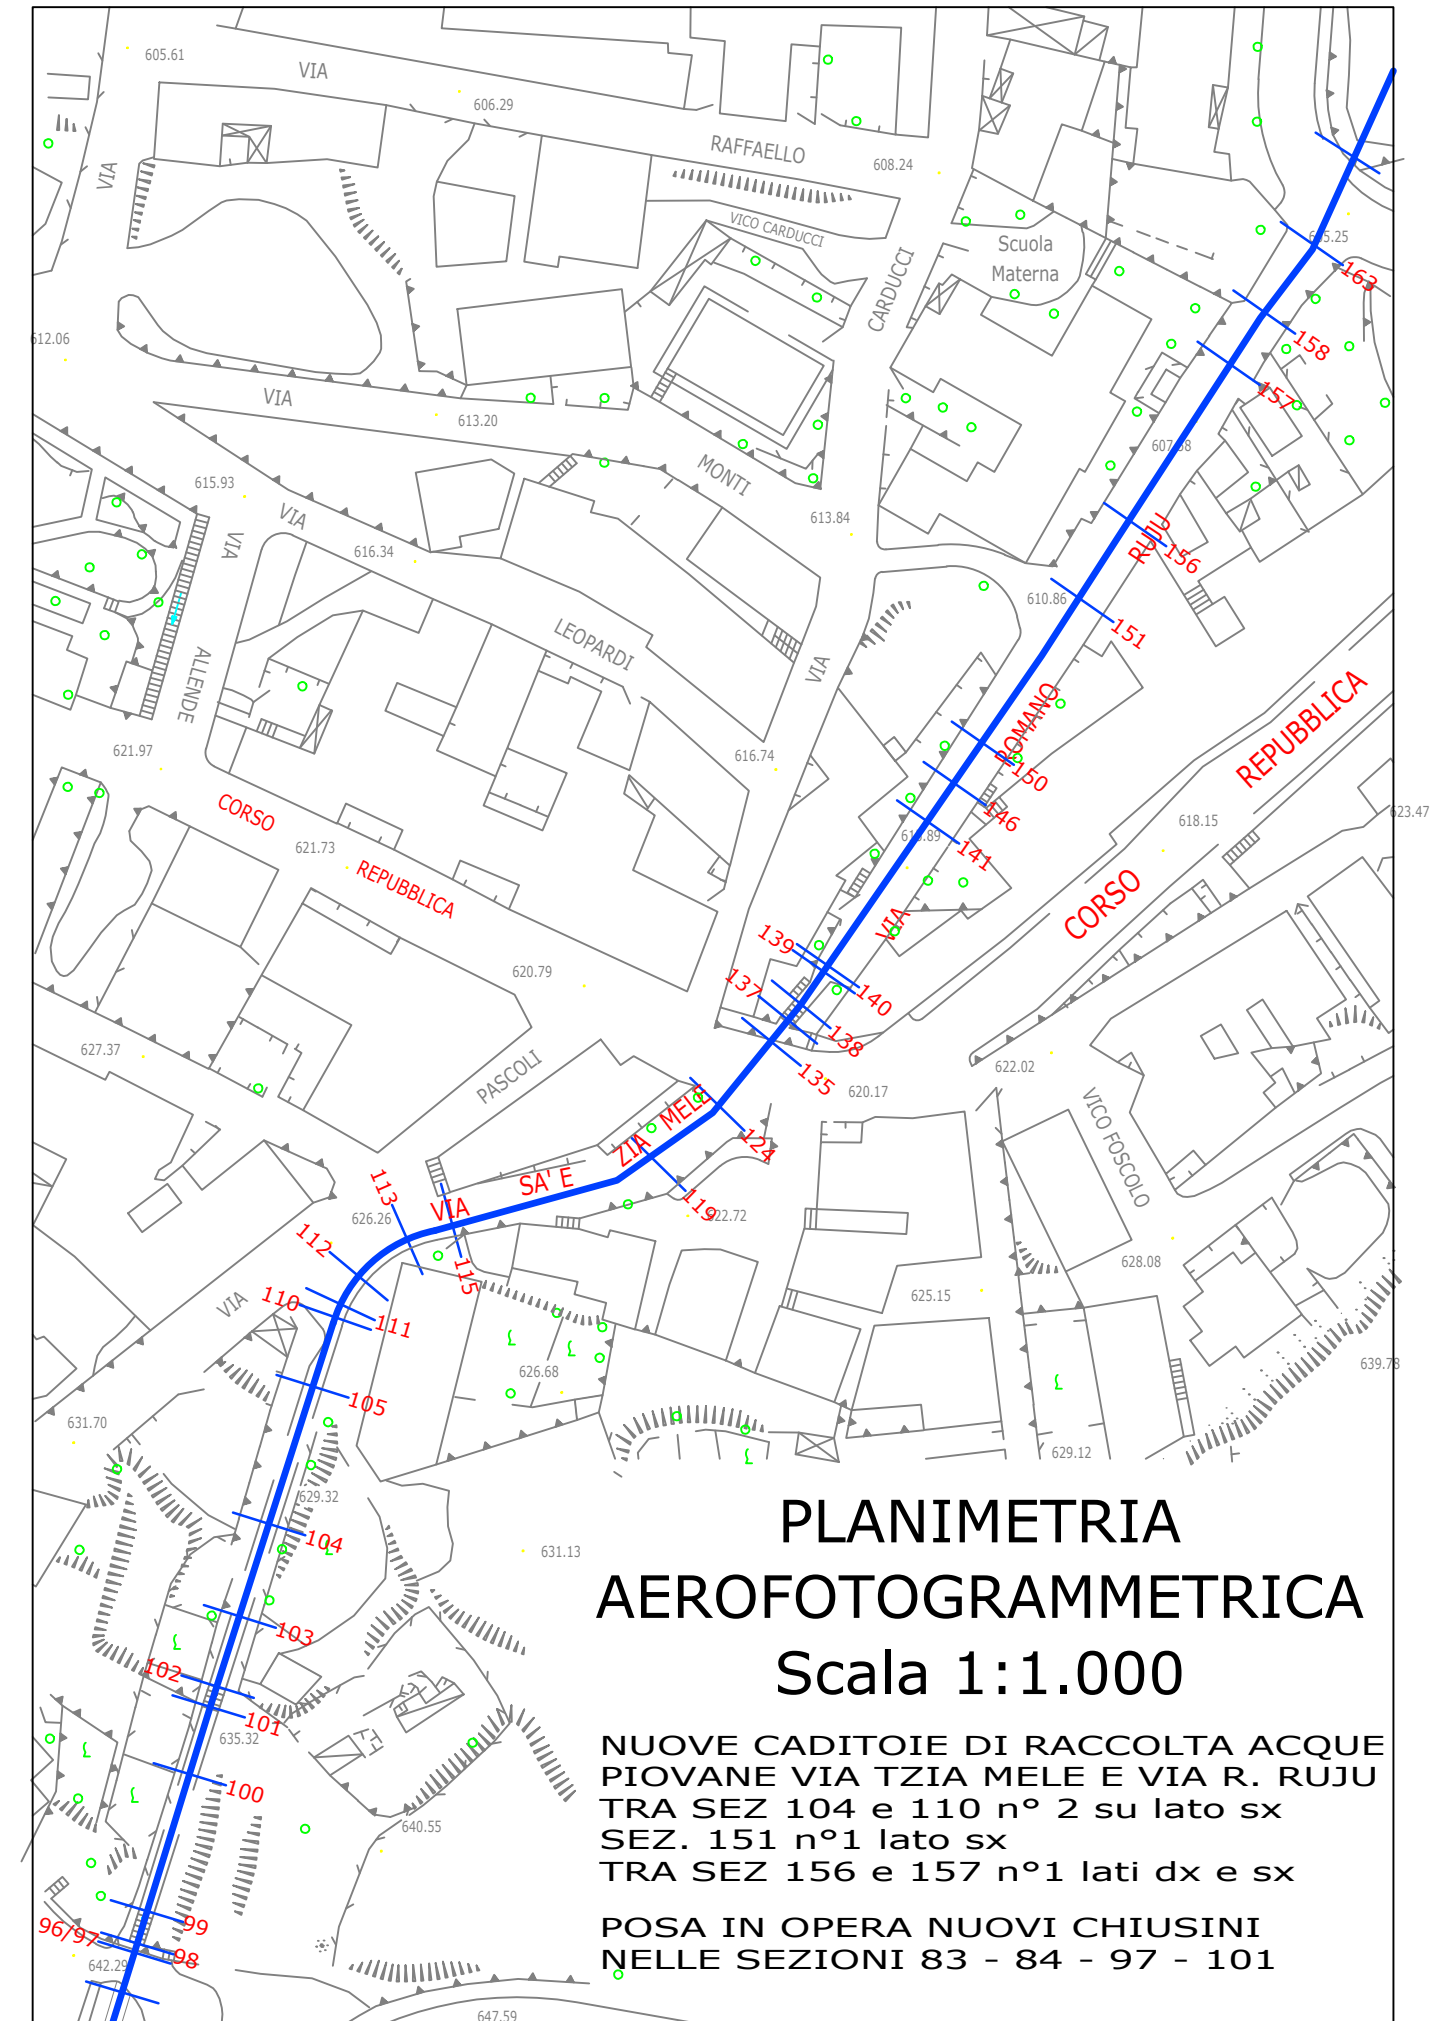 605.61
VIA
606.29
RAFFAELLO
608.24
VIA
VICO CARDUCCI
Scuola
Materna
CARDUCCI
163
612.06
158
VIA
613.20
157
MONTI
615.93
VIA
613.84
VIA
616.34
RUJU
156
610.86
151
LEOPARDI
ALLENDE
VIA
ROMANO
REPUBBLICA
621.97
616.74
150
CORSO
146
623.47
618.15
621.73
141
REPUBBLICA
CORSO
VIA
139
620.79
137
140
138
627.37
PASCOLI
135
622.02
620.17
ZIA MELE
VICO FOSCOLO
124
113
SA' E
119
VIA
626.26
622.72
112
628.08
115
VIA
110
111
625.15
626.68
639.78
105
631.70
629.12
629.32
104
631.13
PLANIMETRIA
AEROFOTOGRAMMETRICA
Scala 1:1.000
103
102
101
635.32
100
640.55
NUOVE CADITOIE DI RACCOLTA ACQUE
PIOVANE VIA TZIA MELE E VIA R. RUJU
TRA SEZ 104 e 110 n° 2 su lato sx
SEZ. 151 n°1 lato sx
TRA SEZ 156 e 157 n°1 lati dx e sx
POSA IN OPERA NUOVI CHIUSINI
NELLE SEZIONI 83 - 84 - 97 - 101
99
96/97
98
642.29
647.59